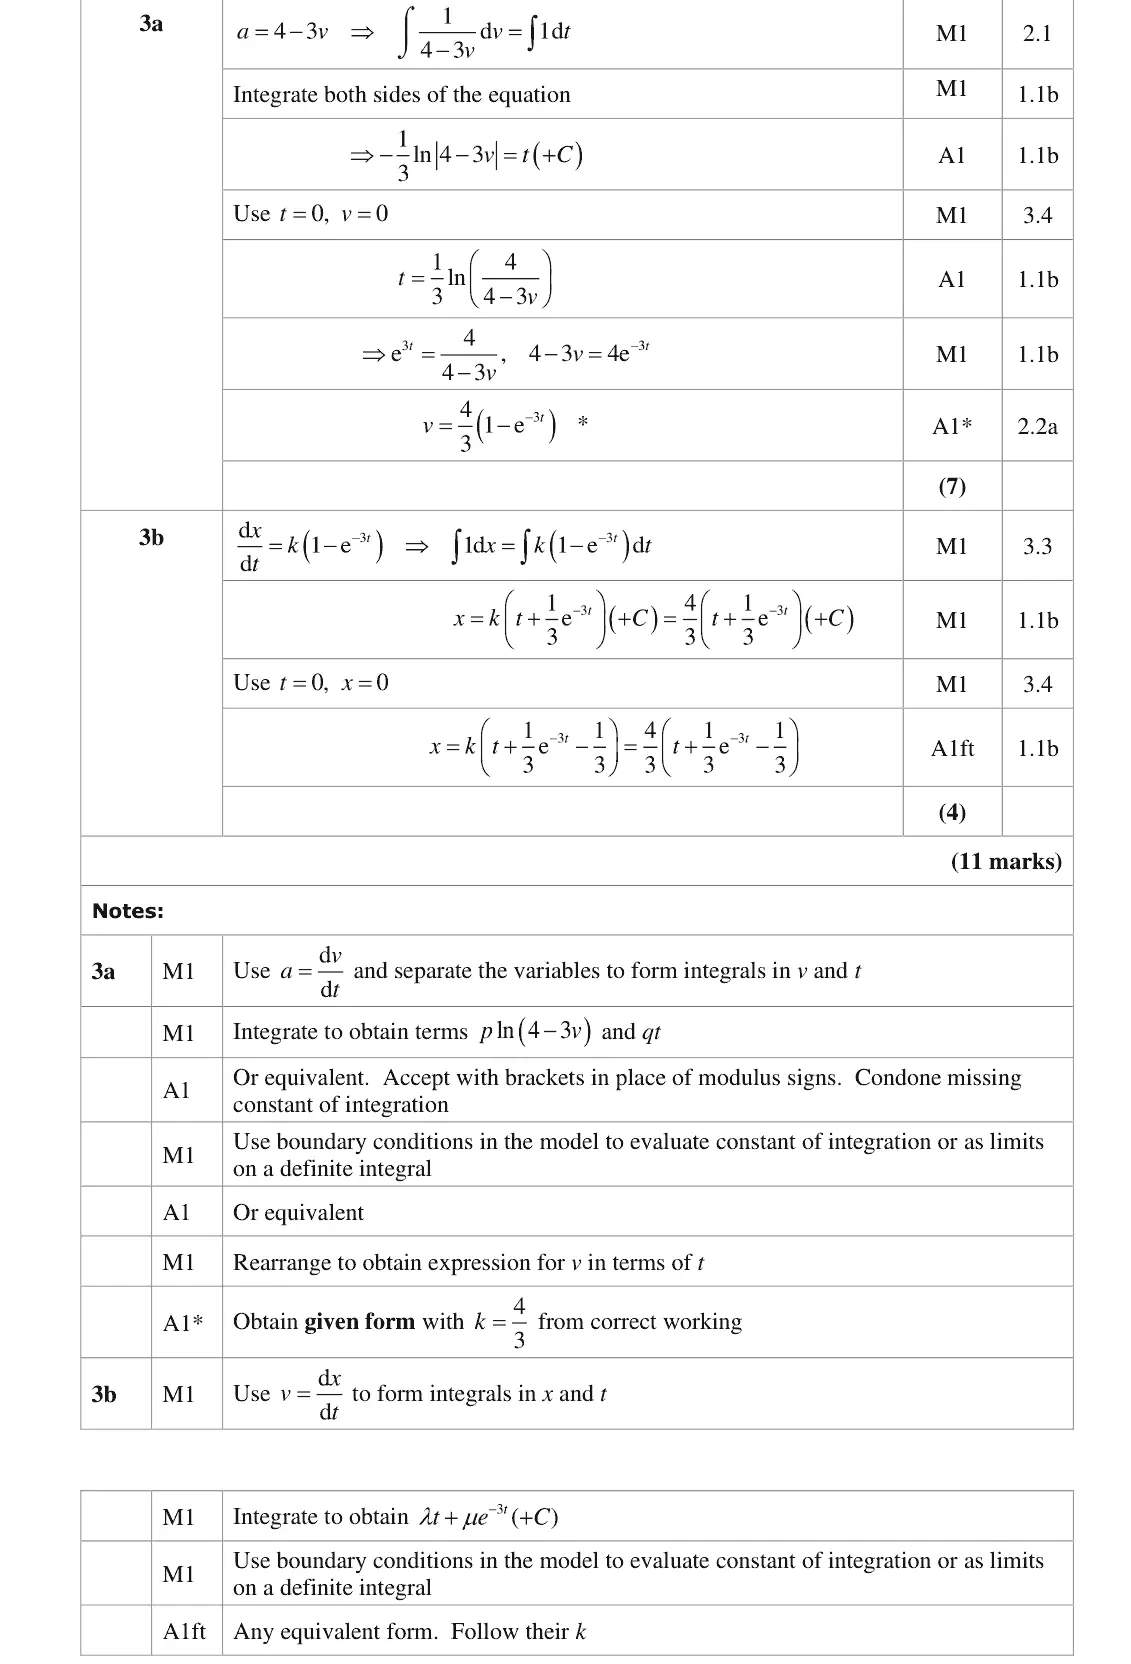 3a a = 4 − 3v ⇒ ∫ 1/(4 − 3v) dv = ∫ 1dt M1 2.1
Integrate both sides of the equation M1 1.1b
⇒ −1/3 ln|4 − 3v| = t (+C) A1 1.1b
Use t = 0, v = 0 M1 3.4
t = 1/3 ln(4/(4 − 3v)) A1 1.1b
⇒ e^{3t} = 4/(4 − 3v), 4 − 3v = 4e^{−3t} M1 1.1b
v = 4/3 (1 − e^{−3t}) * A1* 2.2a
(7)
3b dx/dt = k(1 − e^{−3t}) ⇒ ∫ 1dx = ∫ k(1 − e^{−3t}) dt M1 3.3
x = k(t + 1/3 e^{−3t}) (+C) = 4/3 (t + 1/3 e^{−3t}) (+C) M1 1.1b
Use t = 0, x = 0 M1 3.4
x = k(t + 1/3 e^{−3t} − 1/3) = 4/3 (t + 1/3 e^{−3t} − 1/3) A1ft 1.1b
(4)
(11 marks)
Notes:
3a M1 Use a = dv/dt and separate the variables to form integrals in v and t
M1 Integrate to obtain terms p ln(4 − 3v) and qt
A1 Or equivalent. Accept with brackets in place of modulus signs. Condone missing
constant of integration
M1 Use boundary conditions in the model to evaluate constant of integration or as limits
on a definite integral
A1 Or equivalent
M1 Rearrange to obtain expression for v in terms of t
A1* Obtain given form with k = 4/3 from correct working
3b M1 Use v = dx/dt to form integrals in x and t
M1 Integrate to obtain λt + μe^{−3t} (+C)
M1 Use boundary conditions in the model to evaluate constant of integration or as limits
on a definite integral
A1ft Any equivalent form. Follow their k